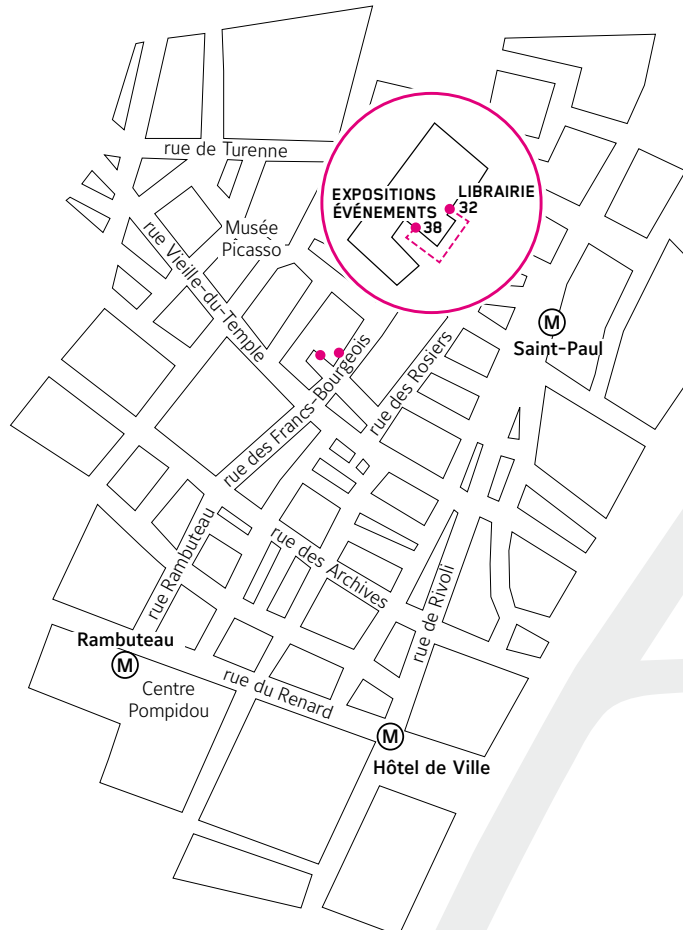 rue de Turenne
EXPOSITIONS
ÉVÉNEMENTS
38
LIBRAIRIE
32
Musée
Picasso
rue Vieille-du-Temple
M
Saint-Paul
rue des Francs-Bourgeois
rue des Rosiers
rue Rambuteau
rue des Archives
rue de Rivoli
Rambuteau
M
Centre
Pompidou
rue du Renard
M
Hôtel de Ville